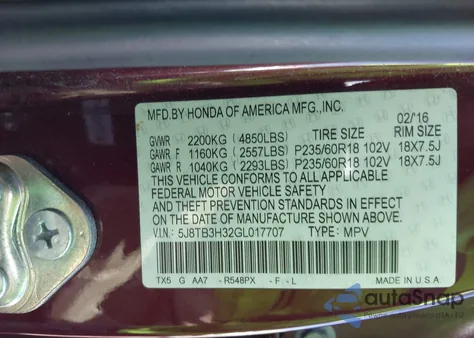 MFD.BY HONDA OF AMERICA MFG.,INC. 02/16
GVWR 2200KG (4850LBS) TIRE SIZE RIM SIZE
GAWR F 1160KG (2557LBS) P235/60R18 102V 18X7.5J
GAWR R 1040KG (2293LBS) P235/60R18 102V 18X7.5J
THIS VEHICLE CONFORMS TO ALL APPLICABLE
FEDERAL MOTOR VEHICLE SAFETY
AND THEFT PREVENTION STANDARDS IN EFFECT
ON THE DATE OF MANUFACTURE SHOWN ABOVE.
V.I.N: 5J8TB3H32GL017707 TYPE: MPV
TX5 G AA7 -R548PX -F -L MADE IN U.S.A.
autoSnap